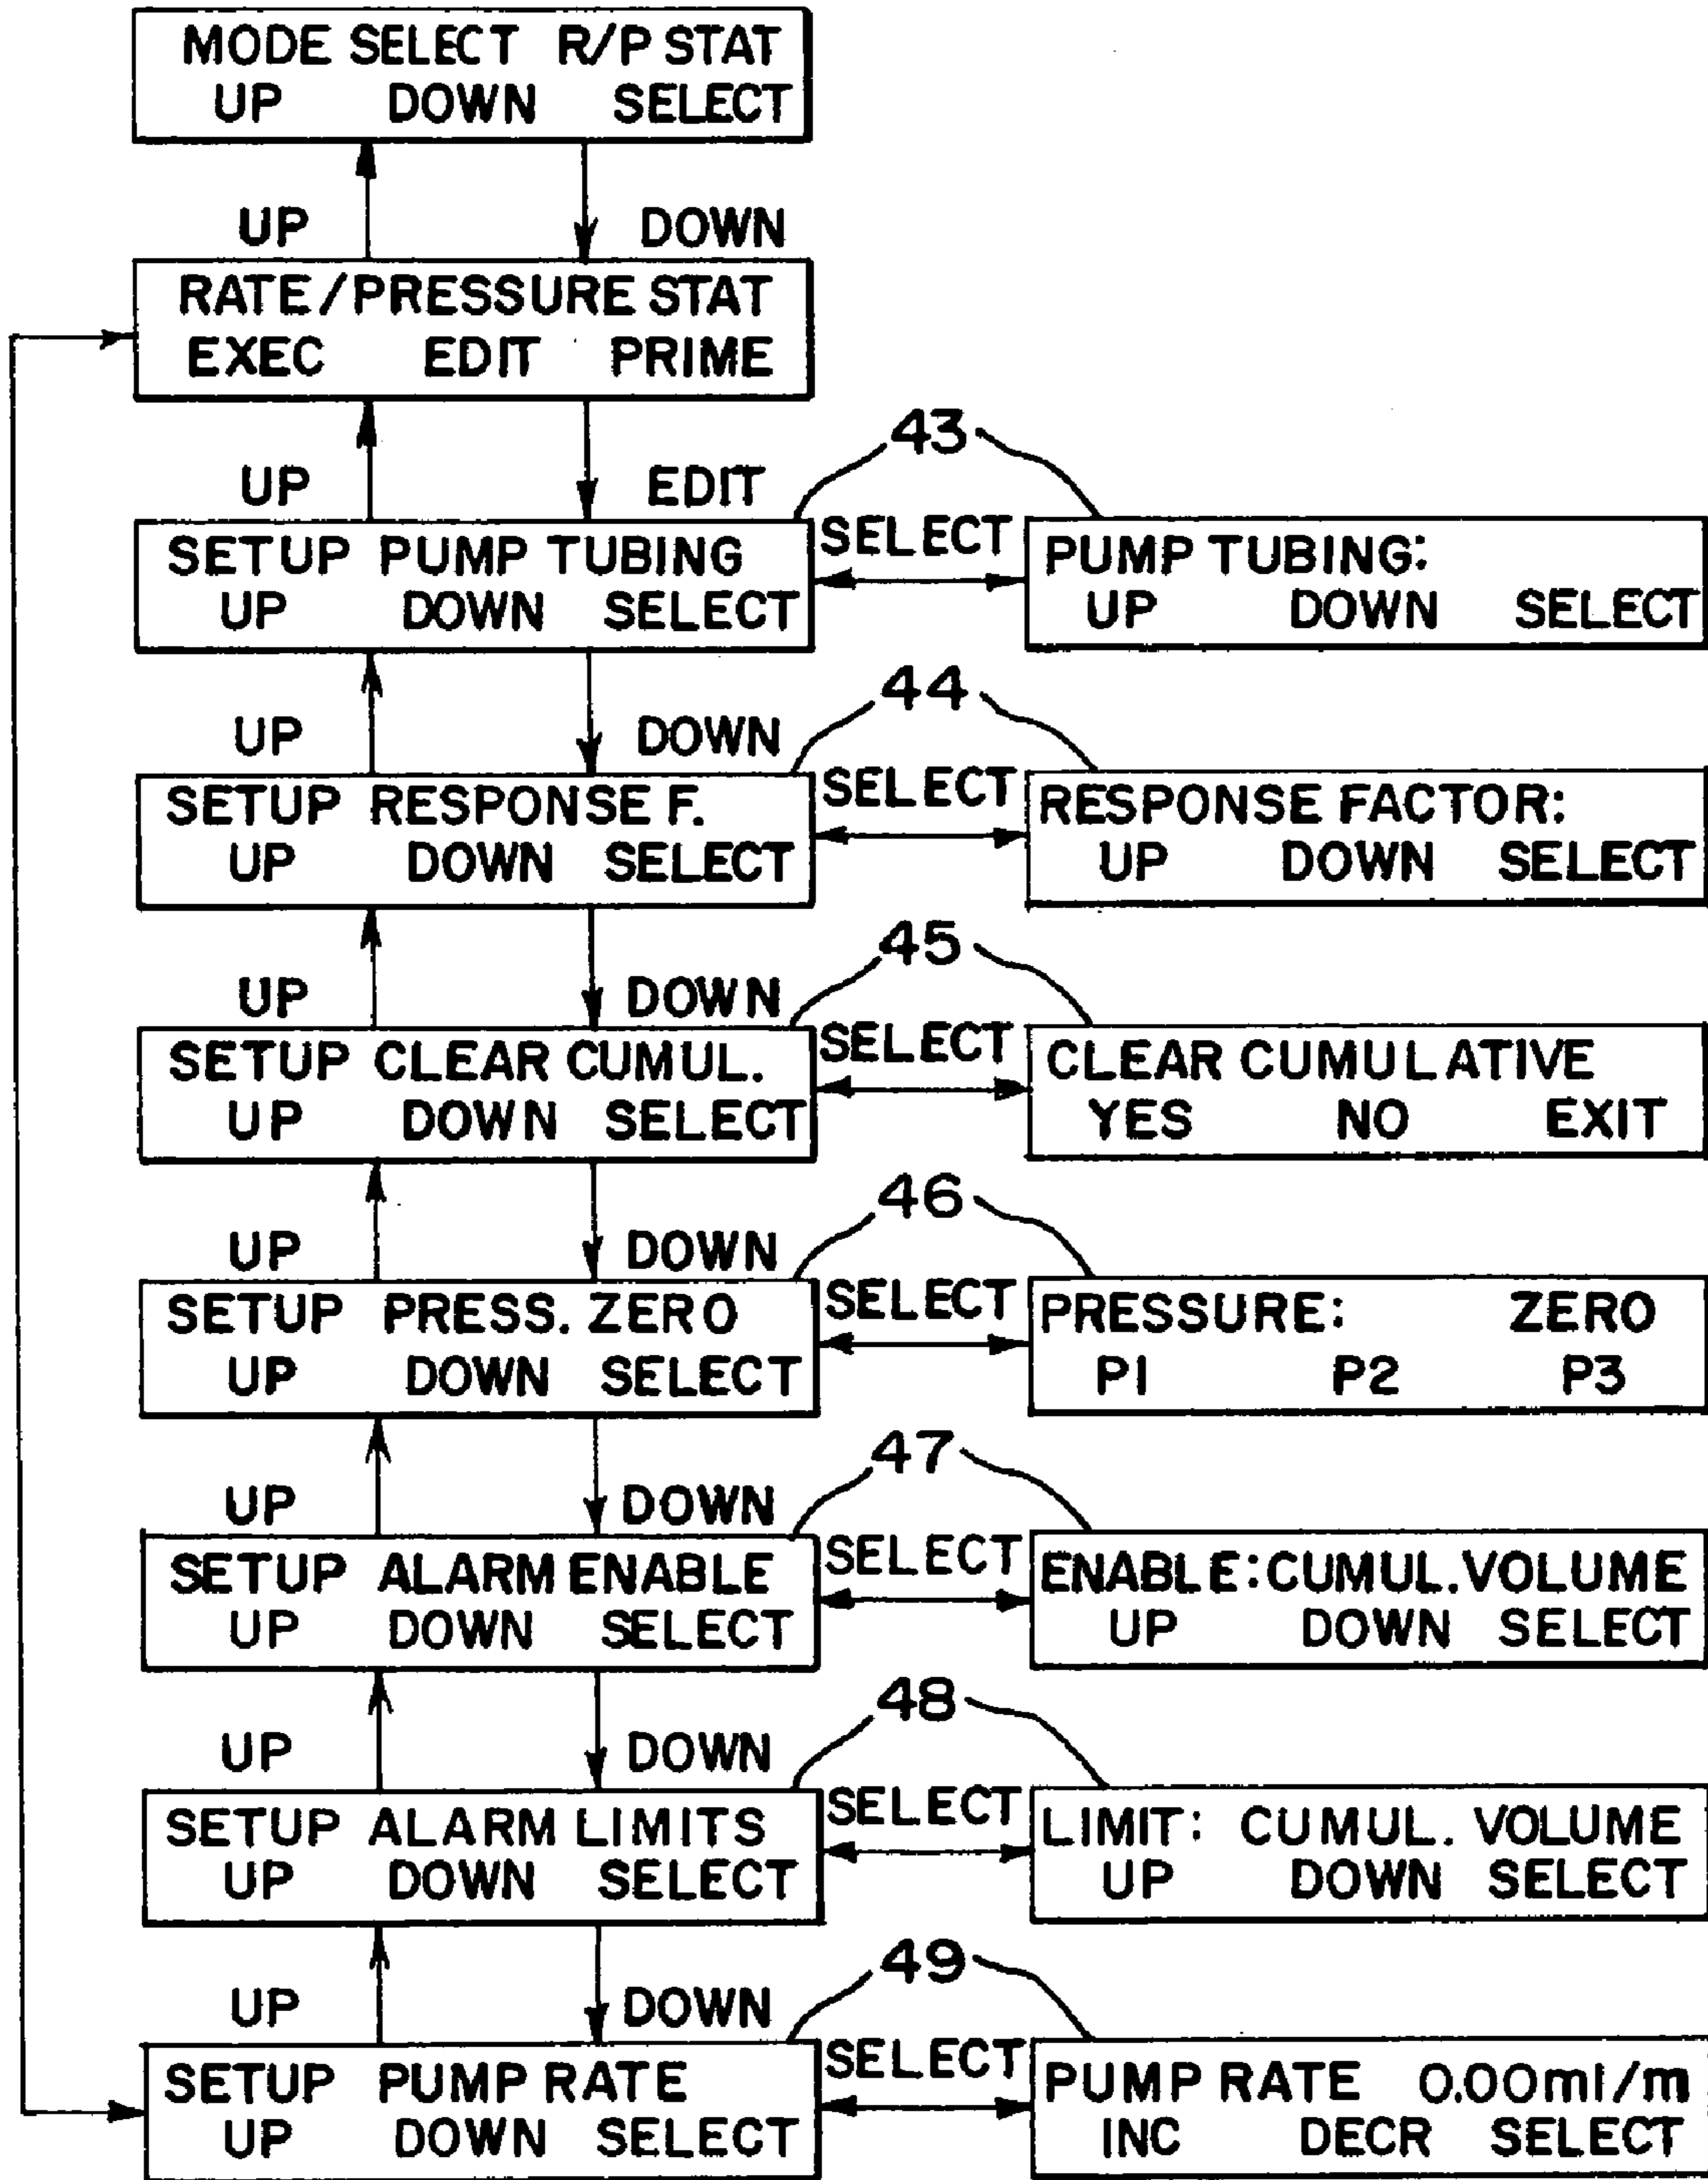 MODE SELECT R/P STAT
UP DOWN SELECT
UP DOWN
RATE/PRESSURE STAT
EXEC EDIT PRIME
43
UP EDIT
SETUP PUMP TUBING
UP DOWN SELECT
SELECT
PUMP TUBING:
UP DOWN SELECT
44
UP DOWN
SETUP RESPONSE F.
UP DOWN SELECT
SELECT
RESPONSE FACTOR:
UP DOWN SELECT
45
UP DOWN
SETUP CLEAR CUMUL.
UP DOWN SELECT
SELECT
CLEAR CUMULATIVE
YES NO EXIT
46
UP DOWN
SETUP PRESS. ZERO
UP DOWN SELECT
SELECT
PRESSURE: ZERO
P1 P2 P3
47
UP DOWN
SETUP ALARM ENABLE
UP DOWN SELECT
SELECT
ENABLE:CUMUL.VOLUME
UP DOWN SELECT
48
UP DOWN
SETUP ALARM LIMITS
UP DOWN SELECT
SELECT
LIMIT: CUMUL. VOLUME
UP DOWN SELECT
49
UP DOWN
SETUP PUMP RATE
UP DOWN SELECT
SELECT
PUMP RATE 0.00ml/m
INC DECR SELECT